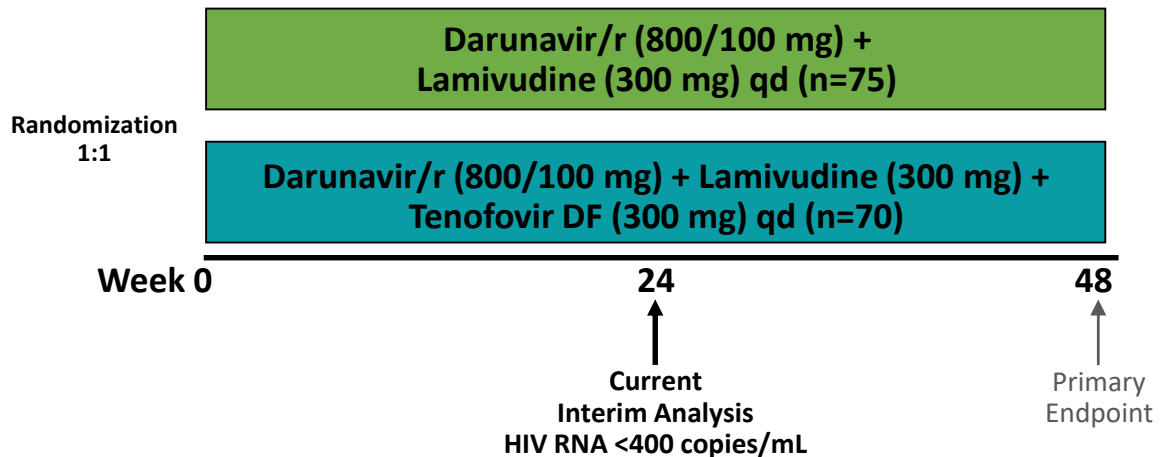 Darunavir/r (800/100 mg) +
Lamivudine (300 mg) qd (n=75)
Randomization
1:1
Darunavir/r (800/100 mg) + Lamivudine (300 mg) +
Tenofovir DF (300 mg) qd (n=70)
Week 0 24 48
Current
Interim Analysis
HIV RNA <400 copies/mL
Primary
Endpoint